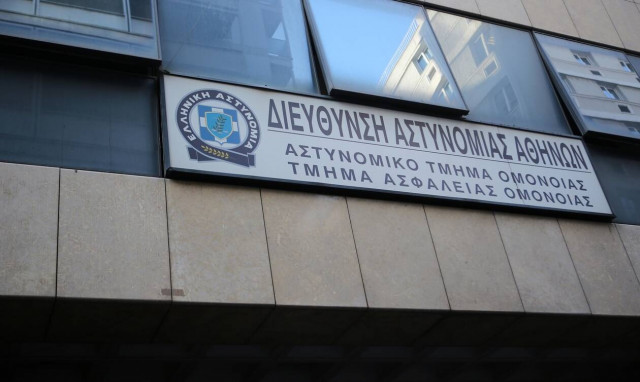 ΕΛΛΗΝΙΚΗ ΑΣΤΥΝΟΜΙΑ
ΔΙΕΥΘΥΝΣΗ ΑΣΤΥΝΟΜΙΑΣ ΑΘΗΝΩΝ
ΑΣΤΥΝΟΜΙΚΟ ΤΜΗΜΑ ΟΜΟΝΟΙΑΣ
ΤΜΗΜΑ ΑΣΦΑΛΕΙΑΣ ΟΜΟΝΟΙΑΣ